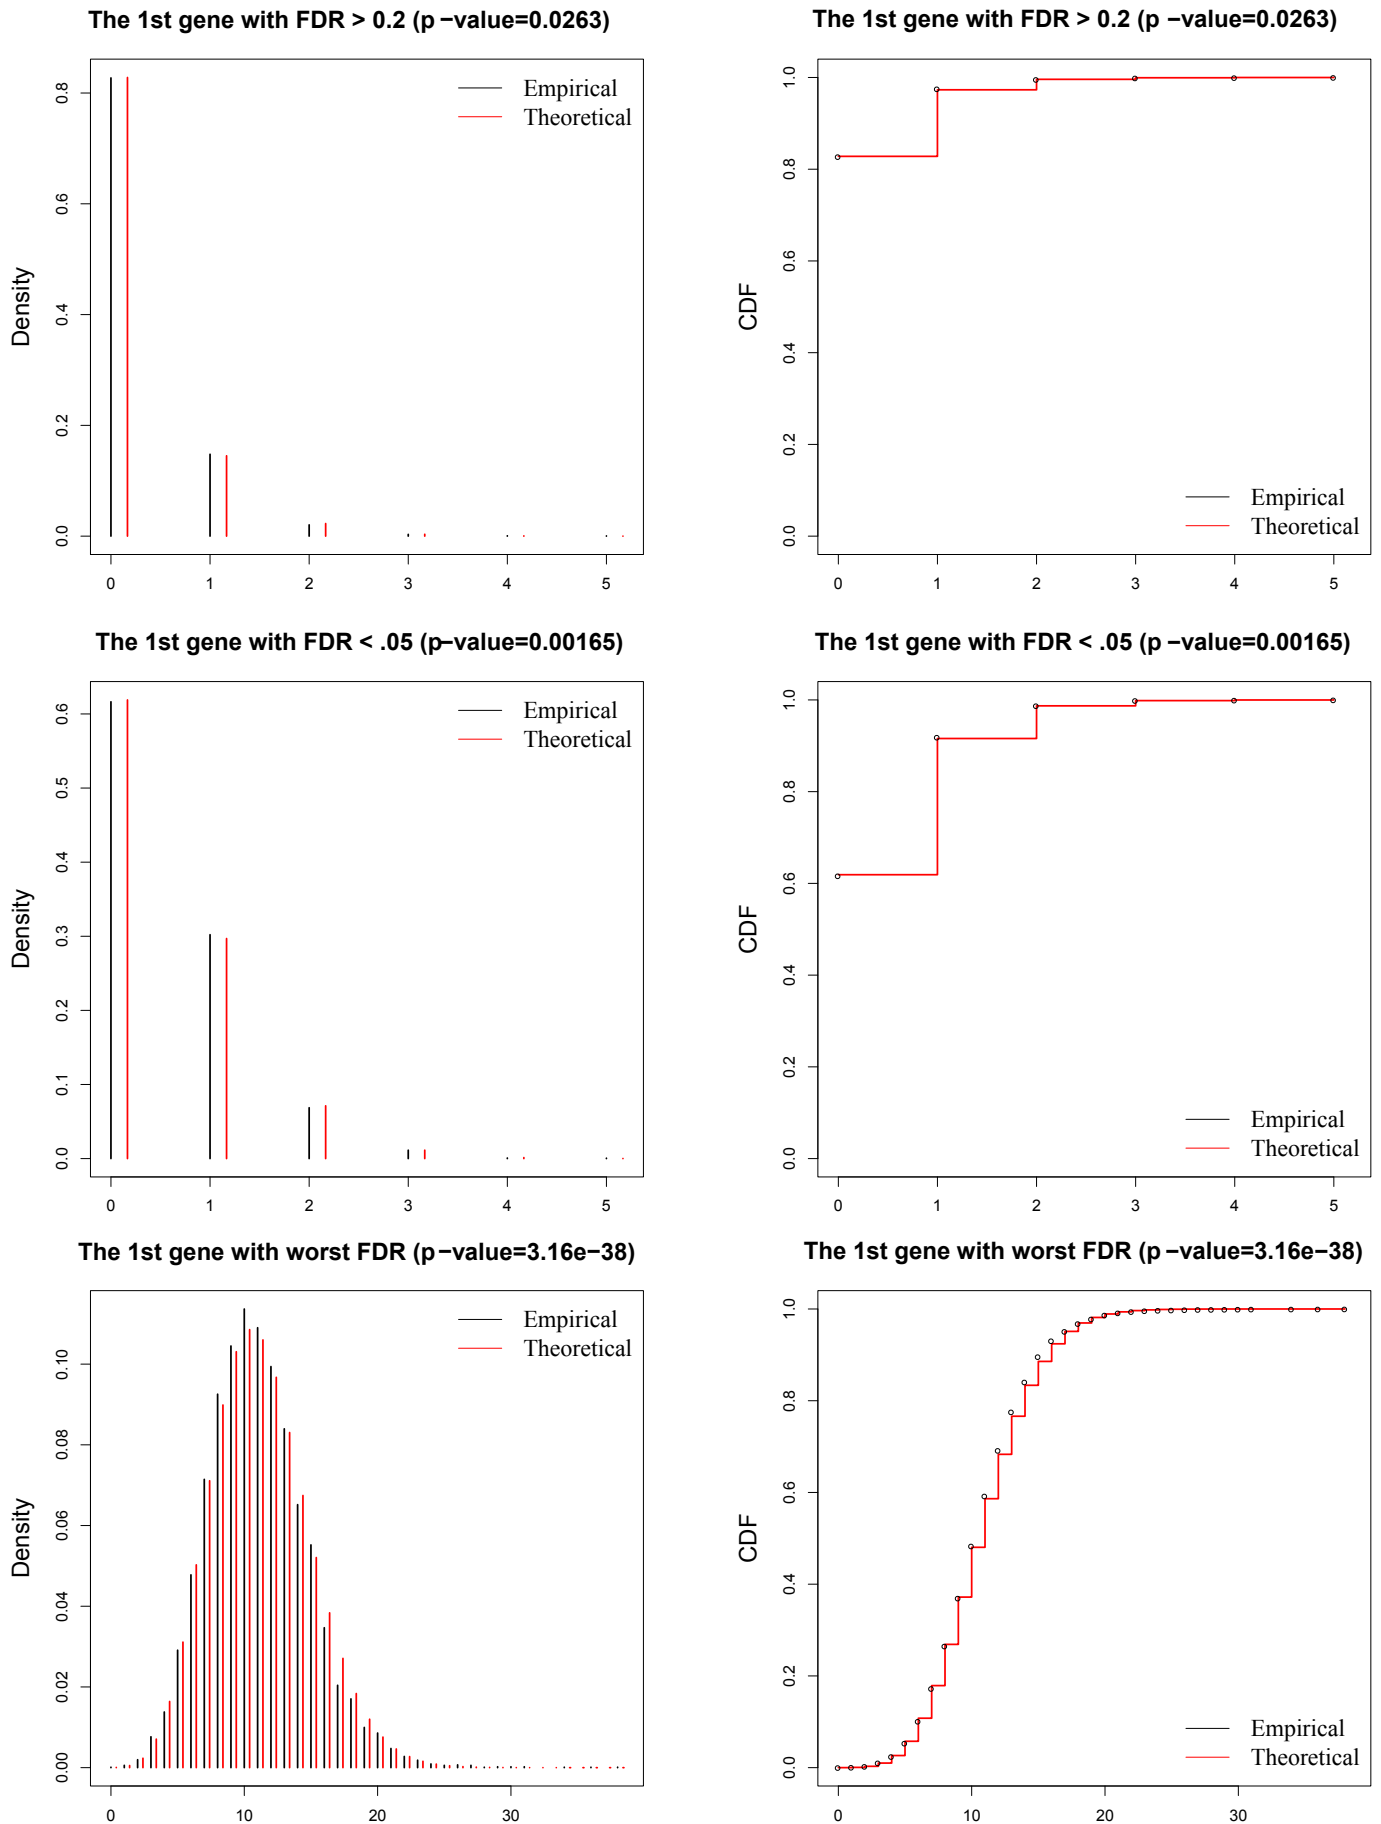 The 1st gene with FDR > 0.2 (p −value=0.0263)
Density
0.0 0.2 0.4 0.6 0.8
Empirical
Theoretical
0 1 2 3 4 5
The 1st gene with FDR > 0.2 (p −value=0.0263)
CDF
0.0 0.2 0.4 0.6 0.8 1.0
Empirical
Theoretical
0 1 2 3 4 5
The 1st gene with FDR < .05 (p−value=0.00165)
Density
0.0 0.1 0.2 0.3 0.4 0.5 0.6
Empirical
Theoretical
0 1 2 3 4 5
The 1st gene with FDR < .05 (p −value=0.00165)
CDF
0.0 0.2 0.4 0.6 0.8 1.0
Empirical
Theoretical
0 1 2 3 4 5
The 1st gene with worst FDR (p −value=3.16e−38)
Density
0.00 0.02 0.04 0.06 0.08 0.10
Empirical
Theoretical
0 10 20 30
The 1st gene with worst FDR (p −value=3.16e−38)
CDF
0.0 0.2 0.4 0.6 0.8 1.0
Empirical
Theoretical
0 10 20 30